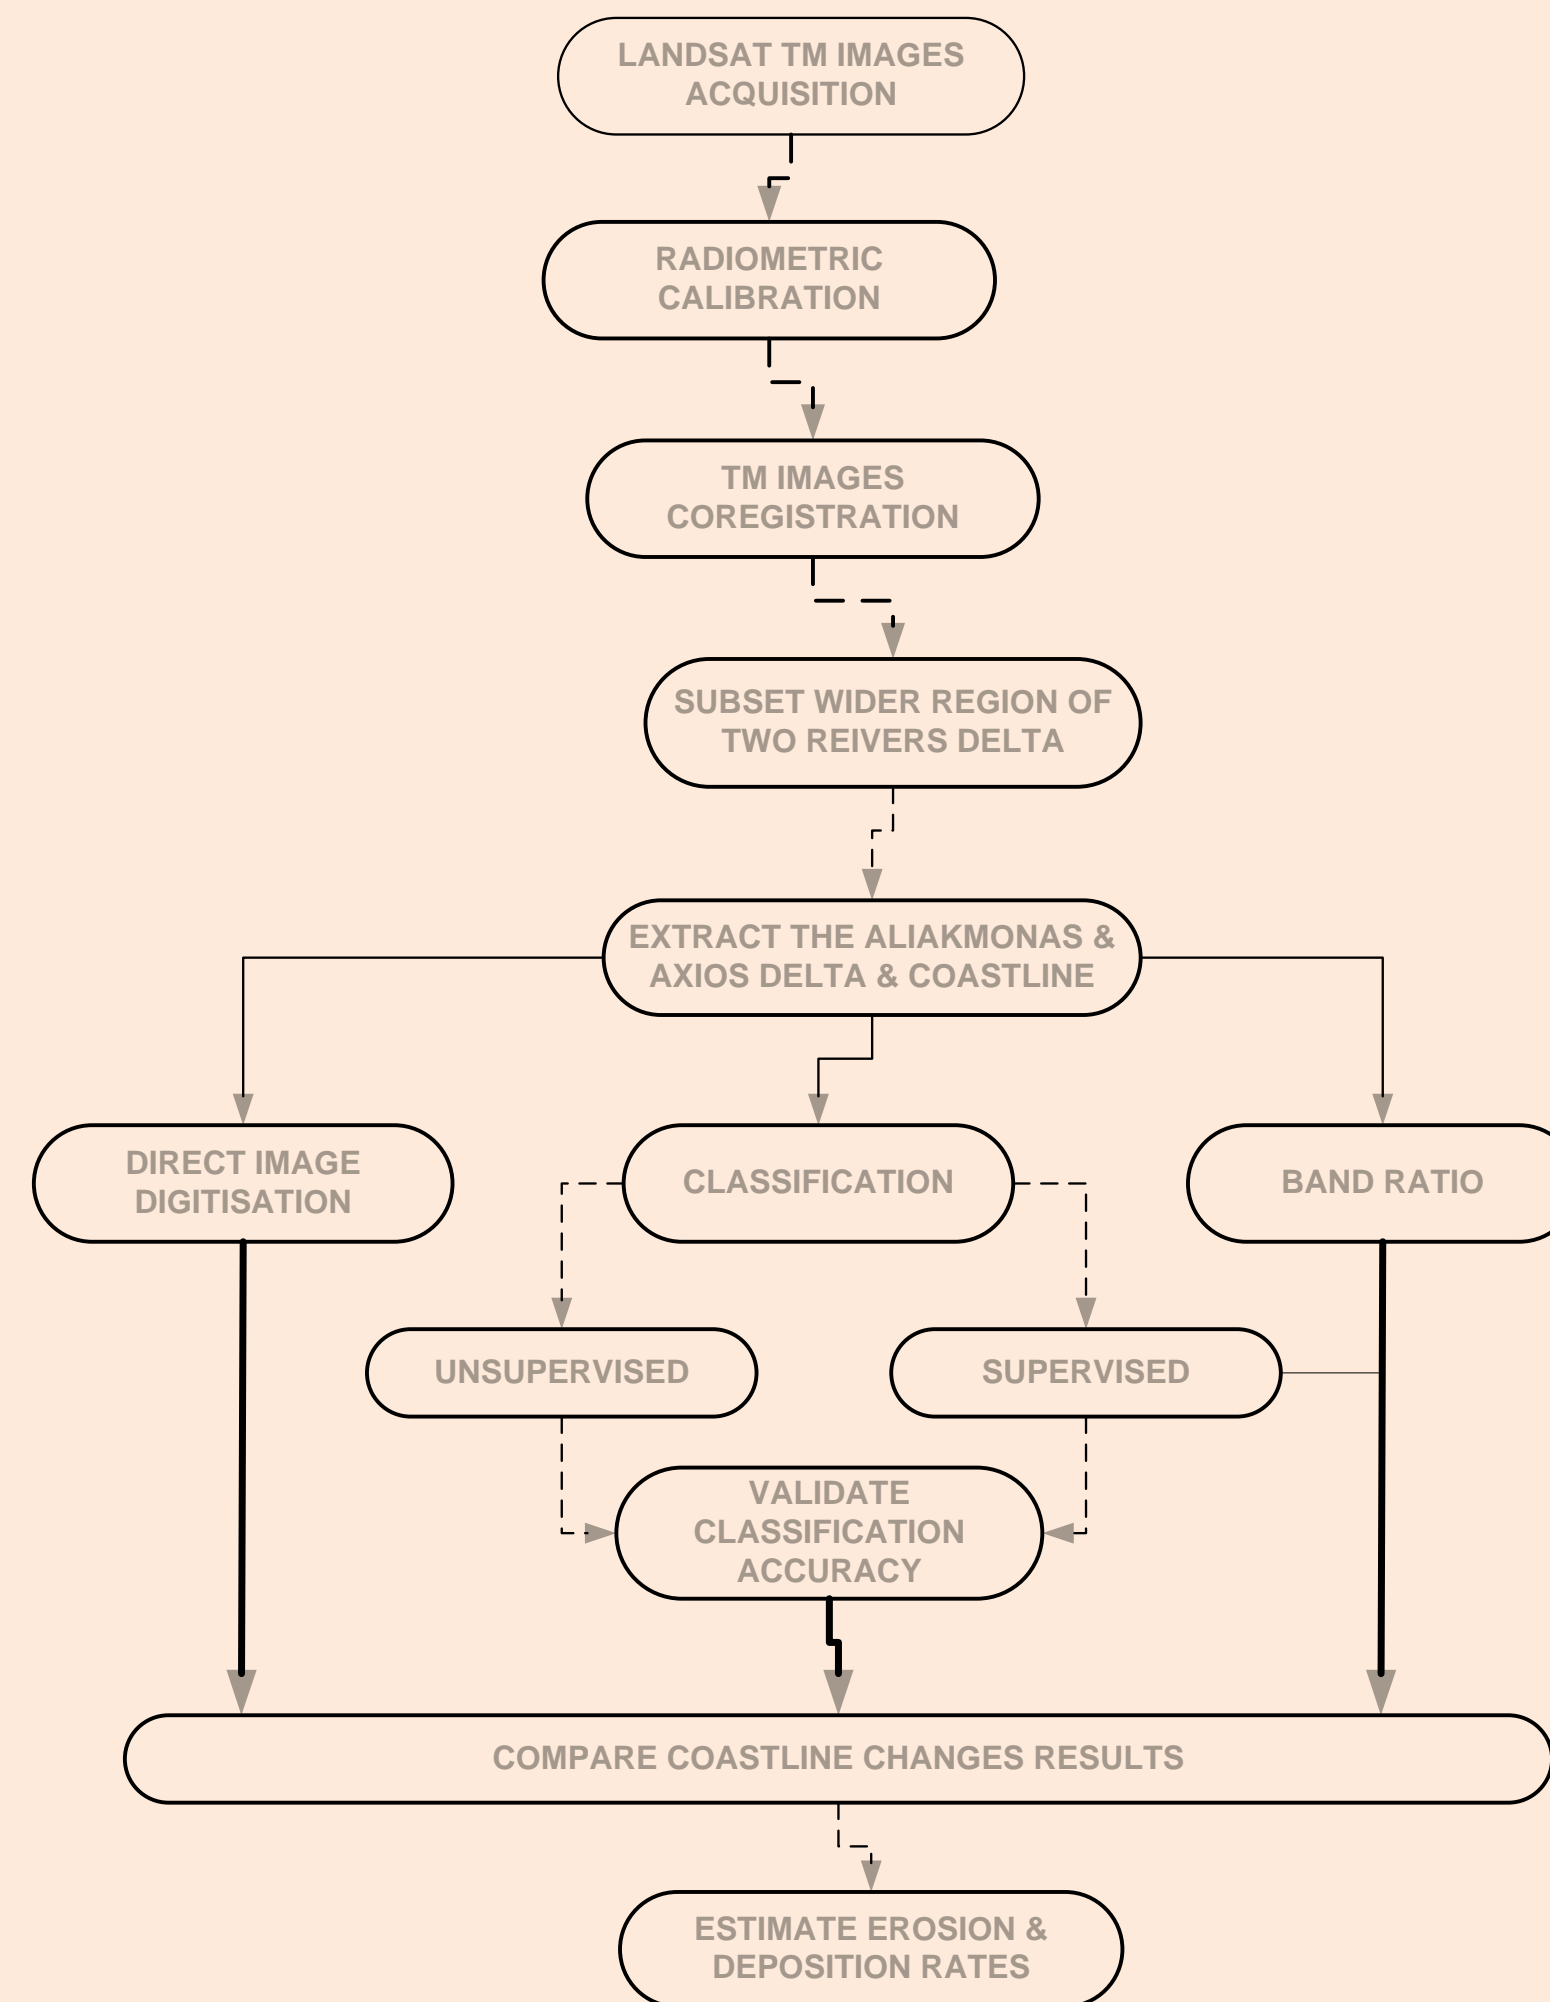 LANDSAT TM IMAGES
ACQUISITION
RADIOMETRIC
CALIBRATION
TM IMAGES
COREGISTRATION
SUBSET WIDER REGION OF
TWO REIVERS DELTA
EXTRACT THE ALIAKMONAS &
AXIOS DELTA & COASTLINE
DIRECT IMAGE
DIGITISATION
CLASSIFICATION
BAND RATIO
UNSUPERVISED
SUPERVISED
VALIDATE
CLASSIFICATION
ACCURACY
COMPARE COASTLINE CHANGES RESULTS
ESTIMATE EROSION &
DEPOSITION RATES